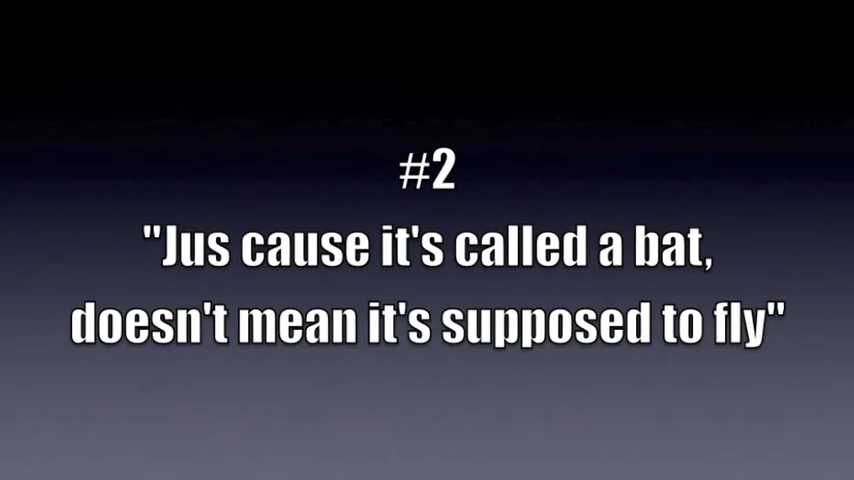 #2
"Jus cause it's called a bat,
doesn't mean it's supposed to fly"